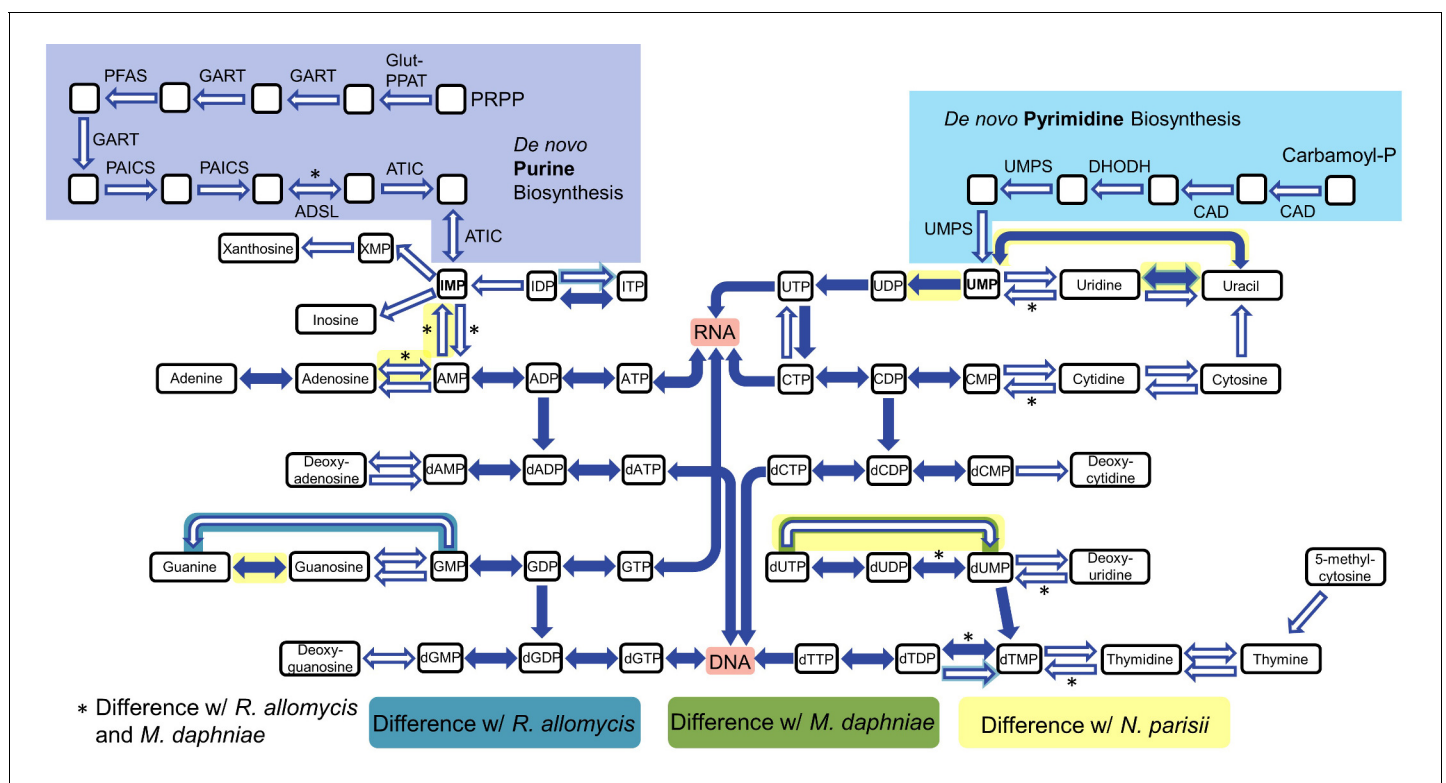 Glut-
PFAS GART GART PPAT
PRPP
GART
De novo
Purine
Biosynthesis
PAICS PAICS * ATIC
ADSL
ATIC
De novo Pyrimidine Biosynthesis
UMPS DHODH Carbamoyl-P
CAD CAD
UMPS
Xanthosine XMP
IMP IDP ITP UTP UDP UMP Uridine Uracil
*
Inosine
RNA
* *
*
Adenine Adenosine AMP ADP ATP CTP CDP CMP Cytidine Cytosine
*
Deoxy-
adenosine dAMP dADP dATP dCTP dCDP dCMP Deoxy-
cytidine
Guanine Guanosine GMP GDP GTP dUTP dUDP * dUMP Deoxy-
uridine
*
5-methyl-
cytosine
Deoxy-
guanosine dGMP dGDP dGTP DNA dTTP dTDP * dTMP Thymidine Thymine
*
* Difference w/ R. allomycis
and M. daphniae
Difference w/ R. allomycis
Difference w/ M. daphniae
Difference w/ N. parisii